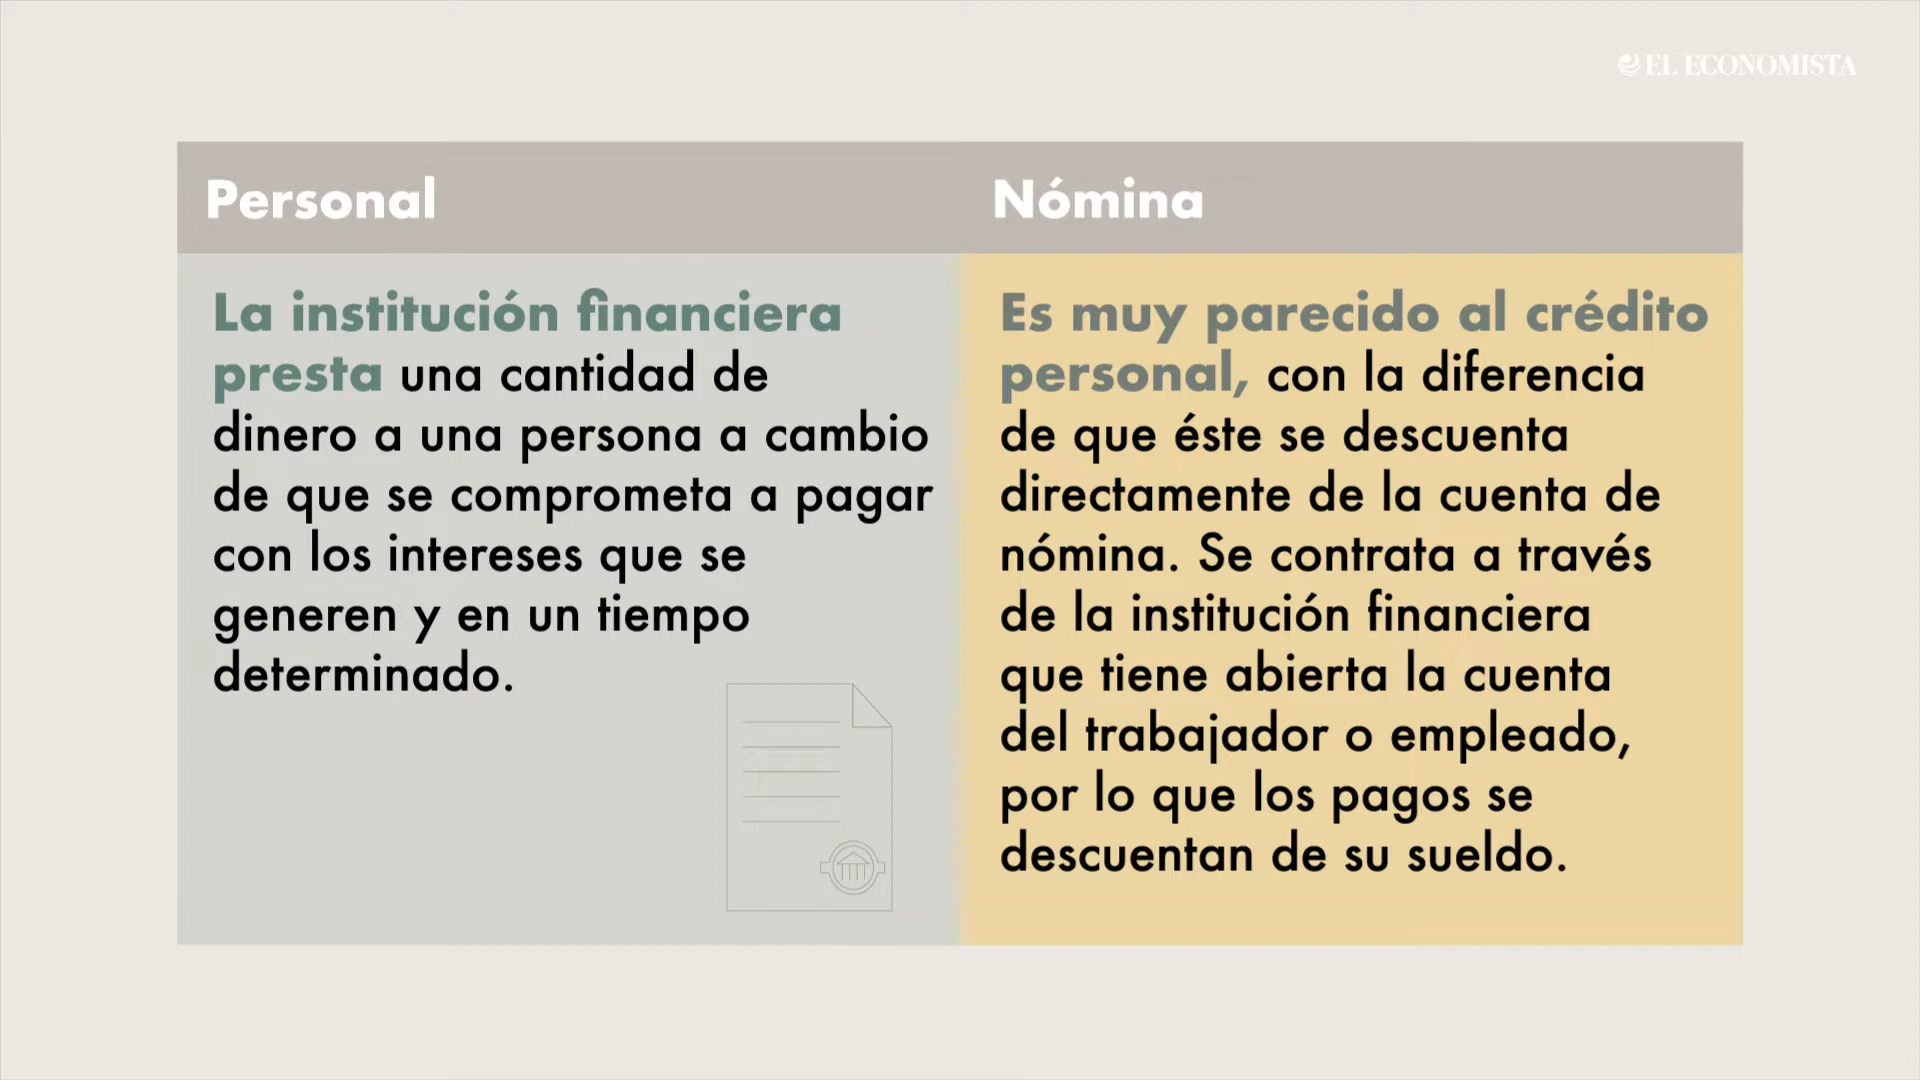 EL ECONOMISTA
Personal
La institución financiera
presta una cantidad de
dinero a una persona a cambio
de que se comprometa a pagar
con los intereses que se
generen y en un tiempo
determinado.
Nómina
Es muy parecido al crédito
personal, con la diferencia
de que éste se descuenta
directamente de la cuenta de
nómina. Se contrata a través
de la institución financiera
que tiene abierta la cuenta
del trabajador o empleado,
por lo que los pagos se
descuentan de su sueldo.